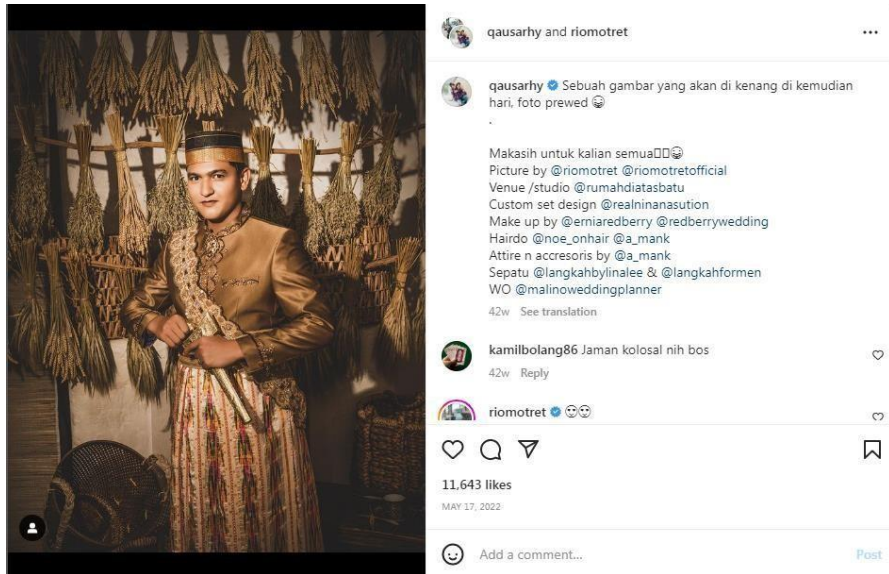 qausarhy and riomotret
qausarhy Sebuah gambar yang akan di kenang di kemudian
hari, foto prewed 😂
.
Makasih untuk kalian semua▯▯😂
Picture by @riomotret @riomotretofficial
Venue /studio @rumahdiatasbatu
Custom set design @realninanasution
Make up by @erniaredberry @redberrywedding
Hairdo @noe_onhair @a_mank
Attire n accresoris by @a_mank
Sepatu @langkahbylinalee & @langkahformen
WO @malinoweddingplanner
42w See translation
kamilbolang86 Jaman kolosal nih bos
42w Reply
riomotret 😍😍
11,643 likes
MAY 17, 2022
Add a comment...
Post